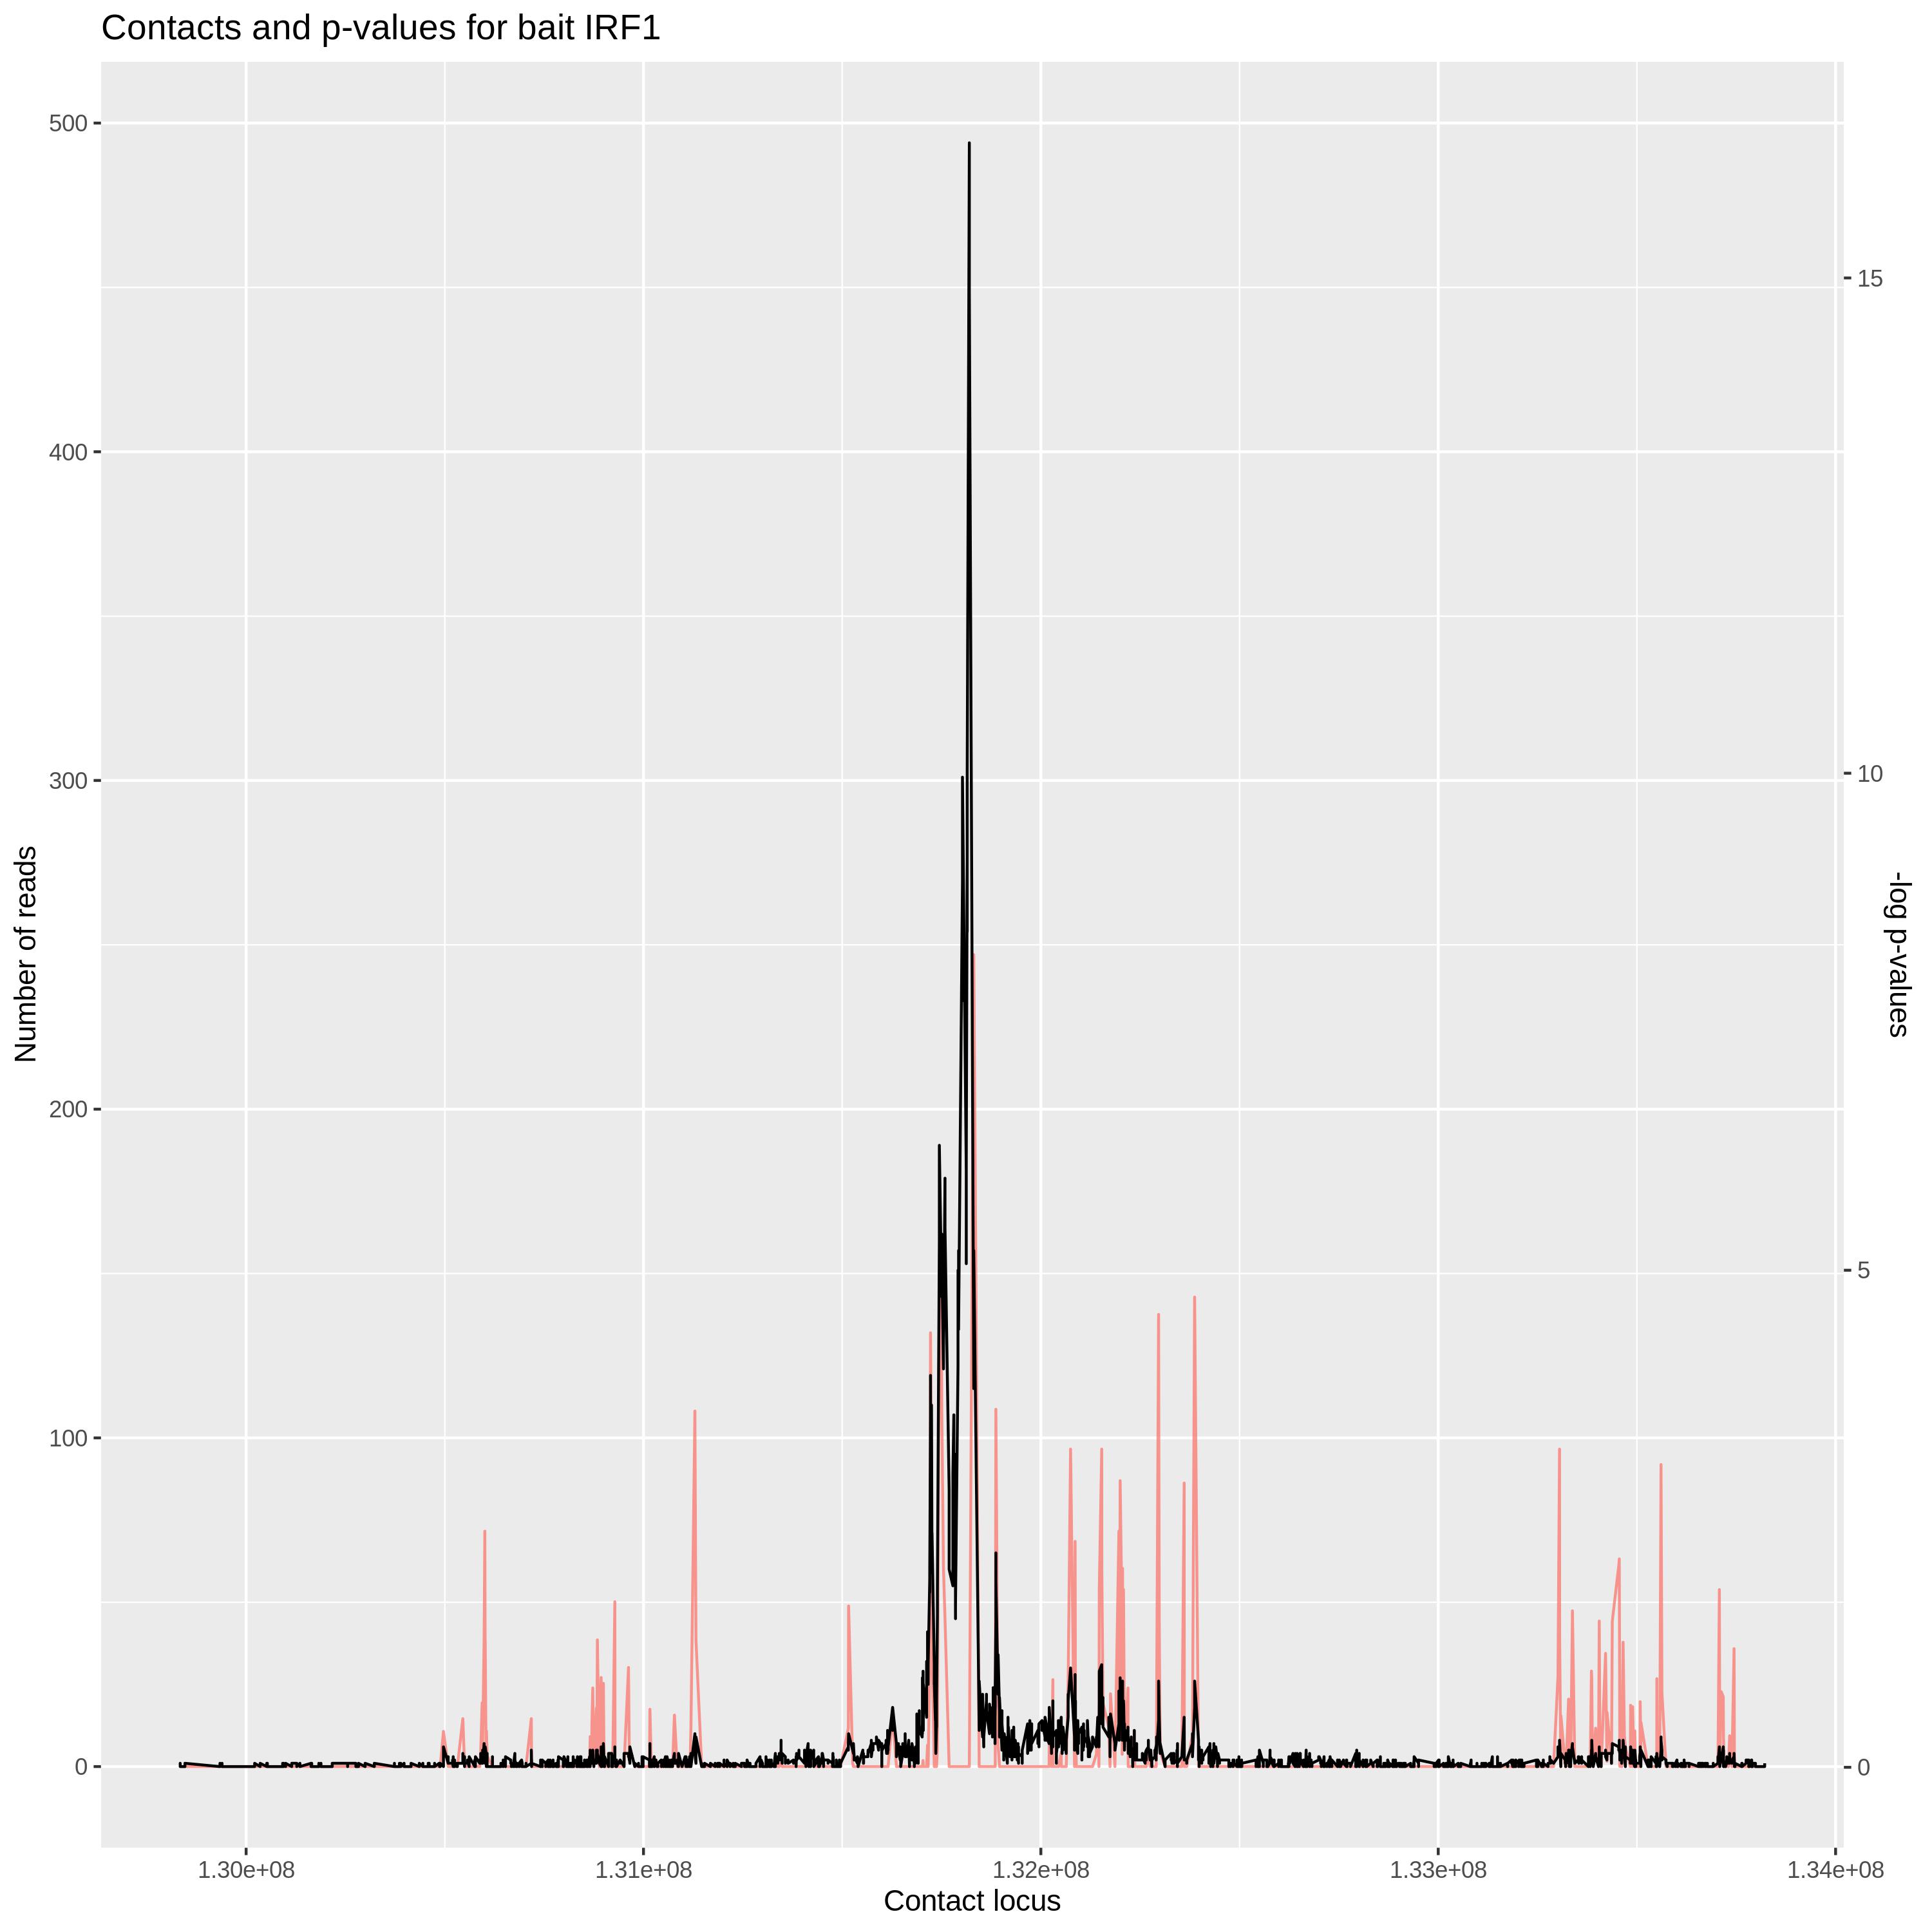 Contacts and p-values for bait IRF1
500
400
300
200
100
0
Number of reads
15
10
5
0
-log p-values
1.30e+08 1.31e+08 1.32e+08 1.33e+08 1.34e+08
Contact locus